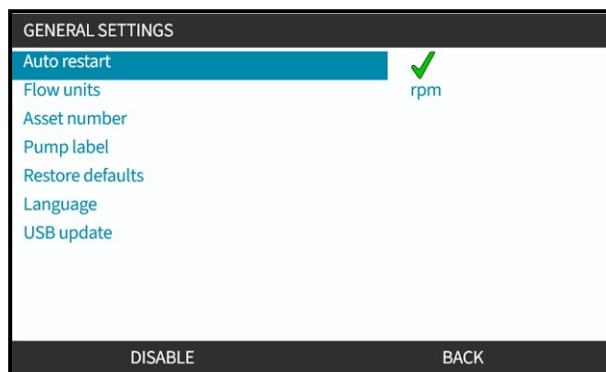 GENERAL SETTINGS
Auto restart
Flow units rpm
Asset number
Pump label
Restore defaults
Language
USB update
DISABLE BACK